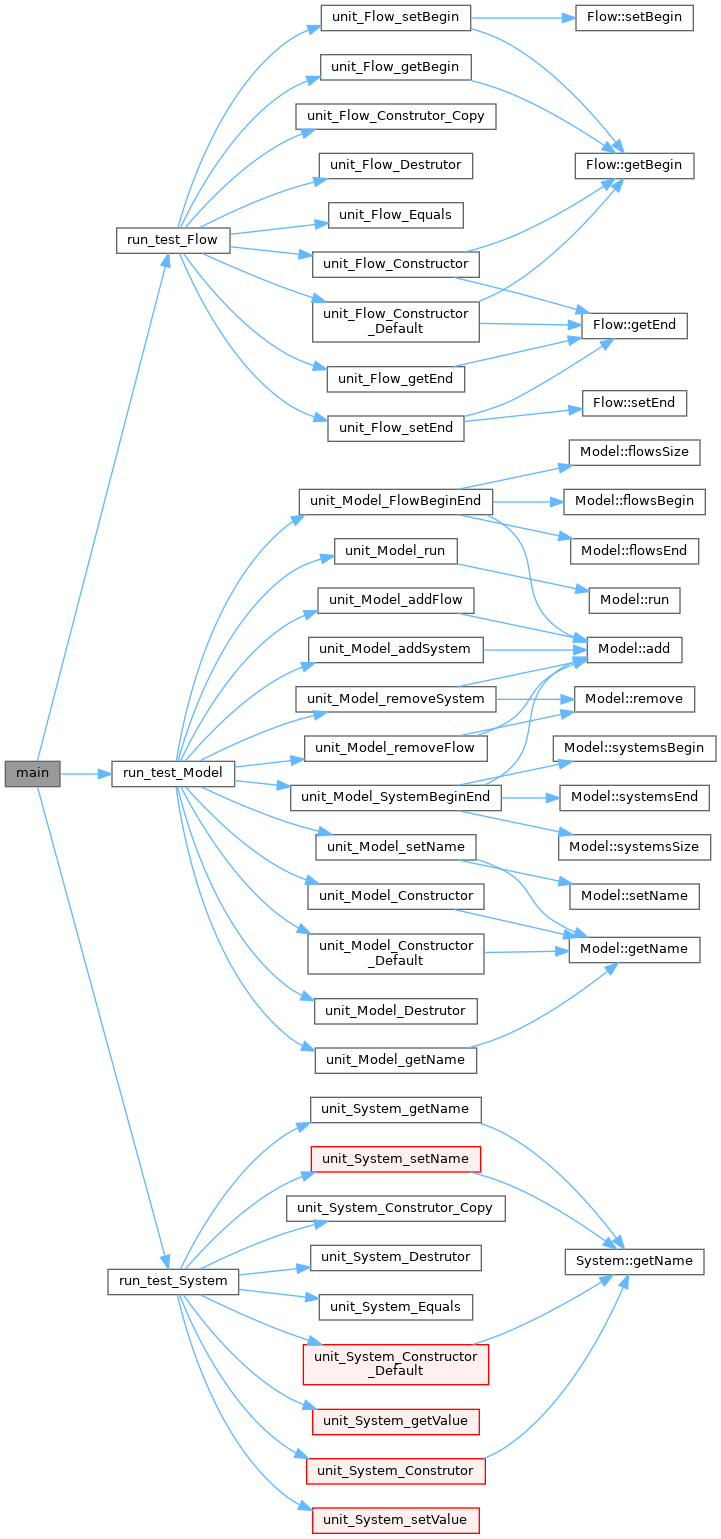 main
run_test_Flow
run_test_Model
run_test_System
unit_Flow_setBegin
unit_Flow_getBegin
unit_Flow_Construtor_Copy
unit_Flow_Destrutor
unit_Flow_Equals
unit_Flow_Constructor
unit_Flow_Constructor
_Default
unit_Flow_getEnd
unit_Flow_setEnd
unit_Model_FlowBeginEnd
unit_Model_run
unit_Model_addFlow
unit_Model_addSystem
unit_Model_removeSystem
unit_Model_removeFlow
unit_Model_SystemBeginEnd
unit_Model_setName
unit_Model_Constructor
unit_Model_Constructor
_Default
unit_Model_Destrutor
unit_Model_getName
unit_System_getName
unit_System_setName
unit_System_Construtor_Copy
unit_System_Destrutor
unit_System_Equals
unit_System_Constructor
_Default
unit_System_getValue
unit_System_Construtor
unit_System_setValue
Flow::setBegin
Flow::getBegin
Flow::getEnd
Flow::setEnd
Model::flowsSize
Model::flowsBegin
Model::flowsEnd
Model::run
Model::add
Model::remove
Model::systemsBegin
Model::systemsEnd
Model::systemsSize
Model::setName
Model::getName
System::getName